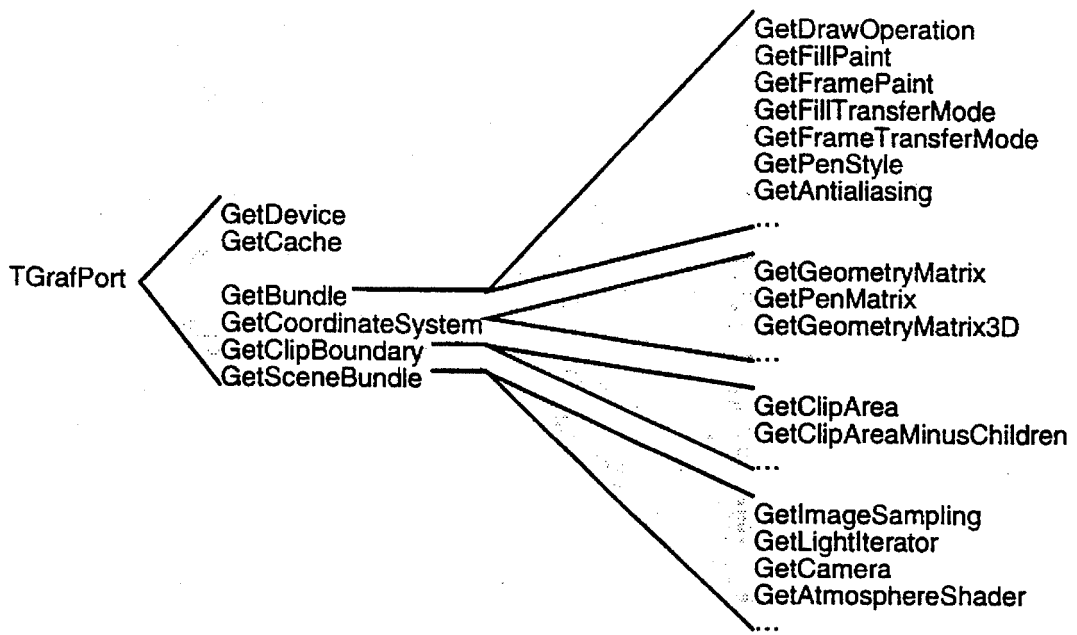 TGrafPort
GetDevice
GetCache
GetBundle
GetCoordinateSystem
GetClipBoundary
GetSceneBundle
GetDrawOperation
GetFillPaint
GetFramePaint
GetFillTransferMode
GetFrameTransferMode
GetPenStyle
GetAntialiasing
...
GetGeometryMatrix
GetPenMatrix
GetGeometryMatrix3D
...
GetClipArea
GetClipAreaMinusChildren
...
GetImageSampling
GetLightIterator
GetCamera
GetAtmosphereShader
...